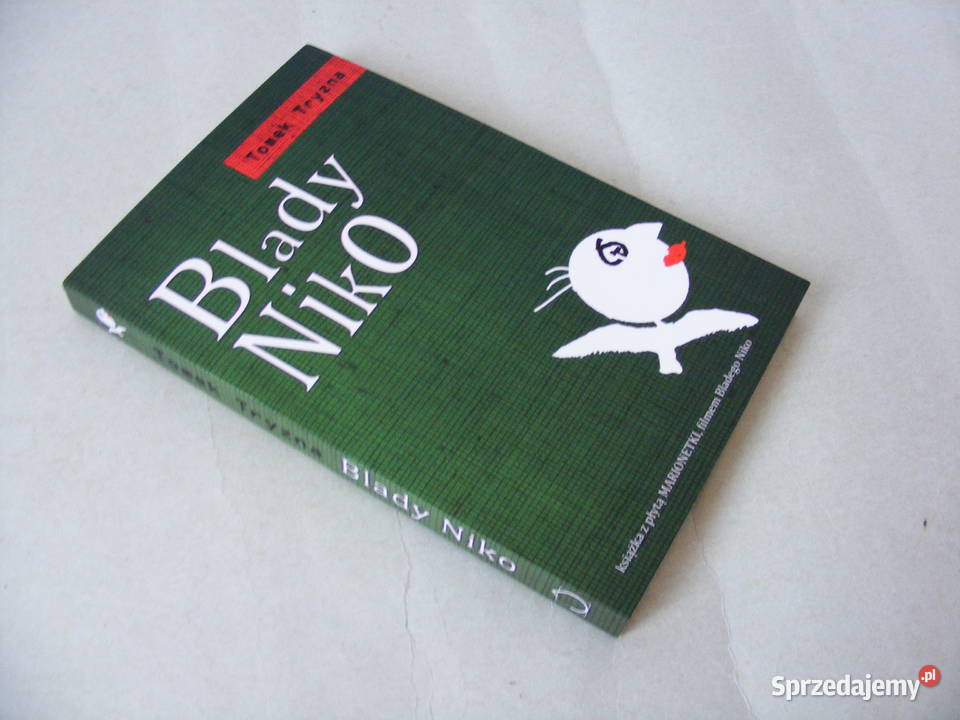 Tomek Tryzna
Blady
NikO
książka z płytą MARIONETKI, filmem Bladego Niko
Tomek Tryzna Blady Niko
Sprzedajemy.pl